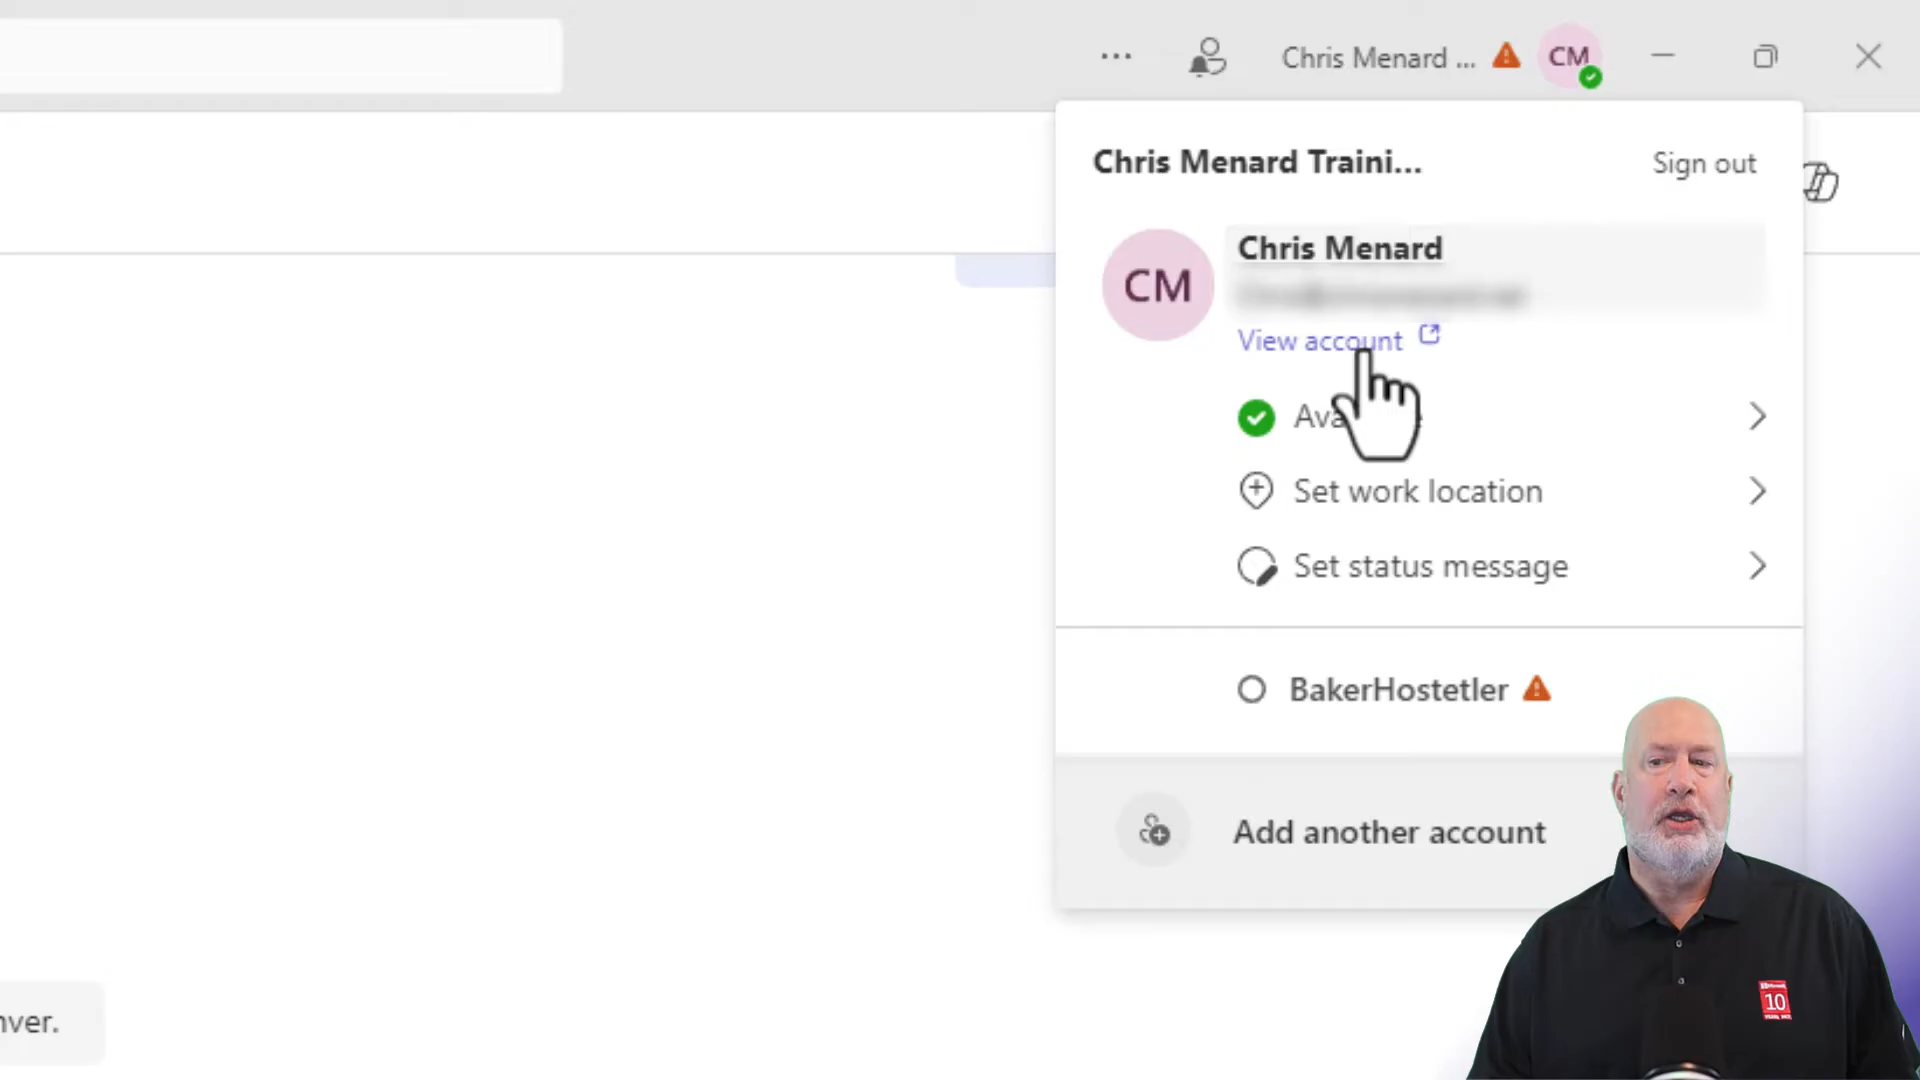 Chris Menard ...
CM
Chris Menard Traini...
Sign out
CM
Chris Menard
View account
Set work location
Set status message
BakerHostetler
Add another account
10
nver.